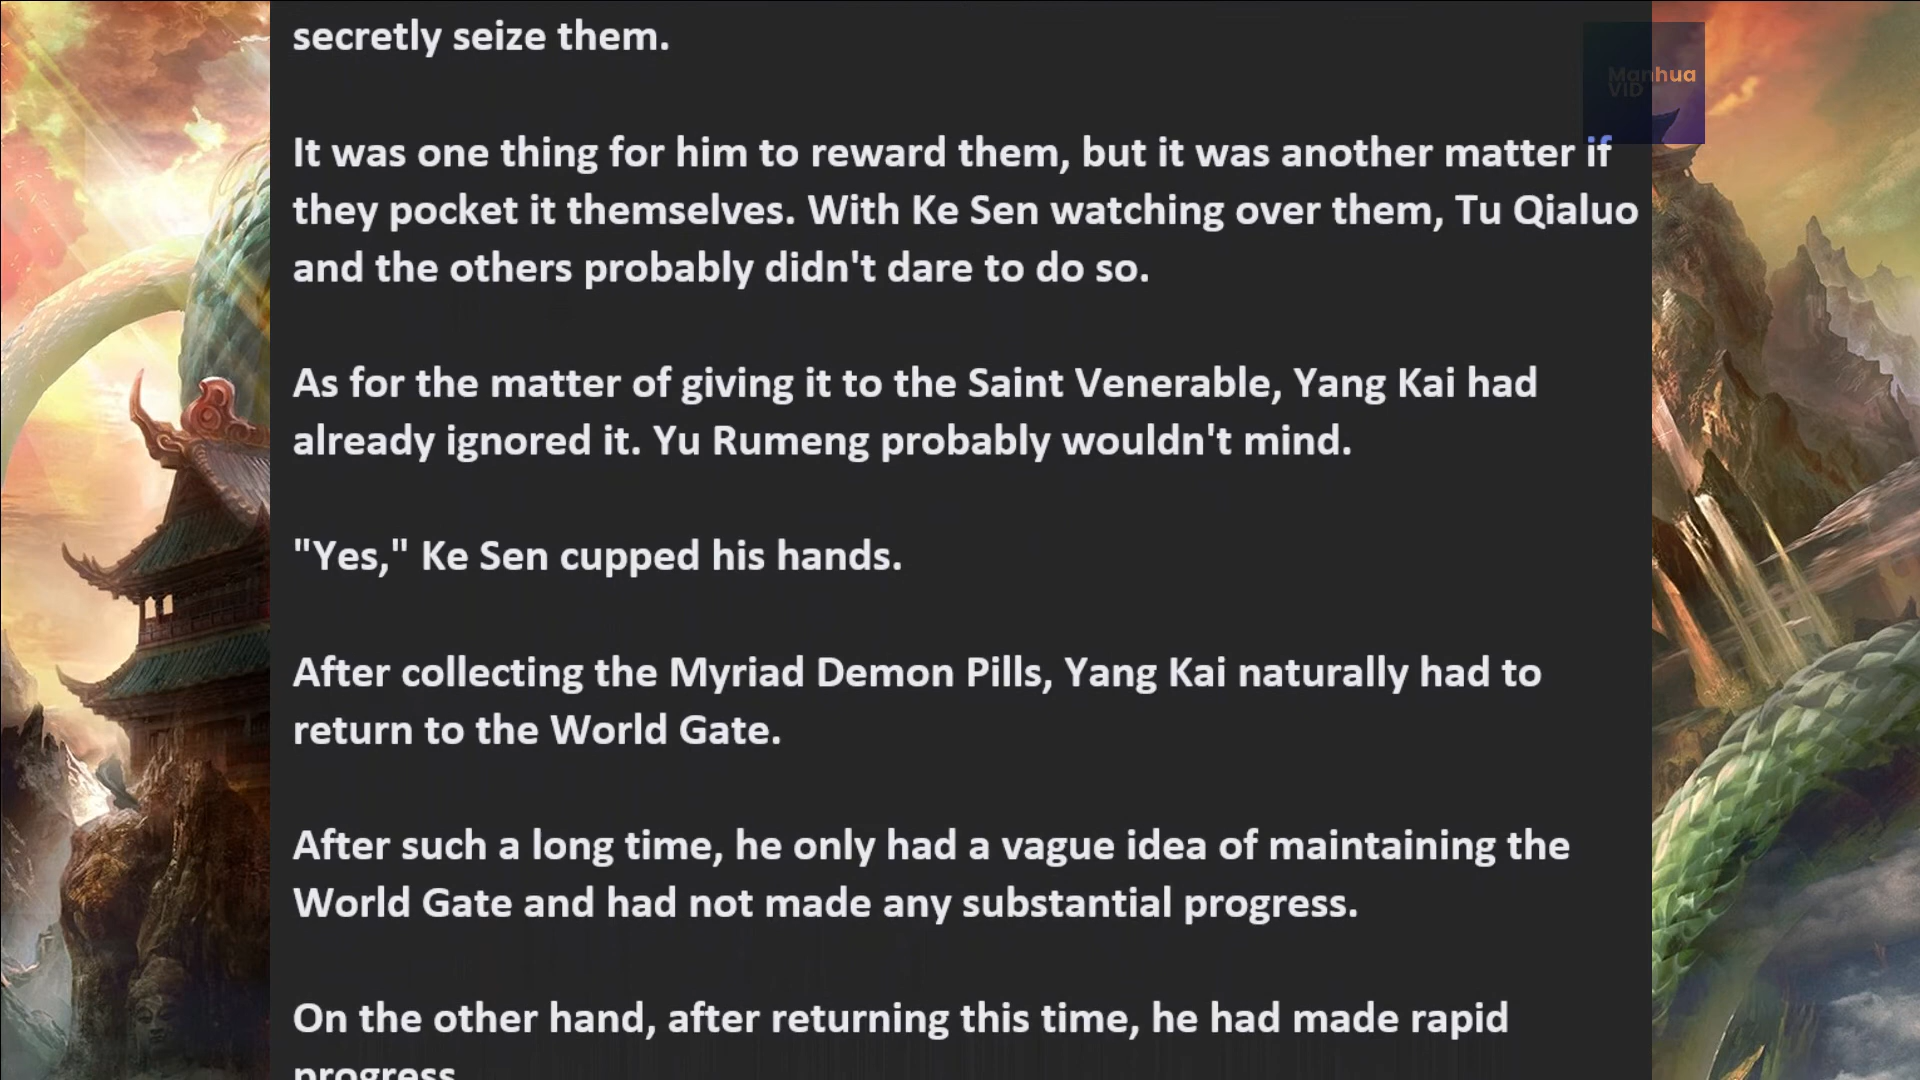 secretly seize them.
Manhua
VID
It was one thing for him to reward them, but it was another matter if
they pocket it themselves. With Ke Sen watching over them, Tu Qialuo
and the others probably didn't dare to do so.
As for the matter of giving it to the Saint Venerable, Yang Kai had
already ignored it. Yu Rumeng probably wouldn't mind.
"Yes," Ke Sen cupped his hands.
After collecting the Myriad Demon Pills, Yang Kai naturally had to
return to the World Gate.
After such a long time, he only had a vague idea of maintaining the
World Gate and had not made any substantial progress.
On the other hand, after returning this time, he had made rapid
progress